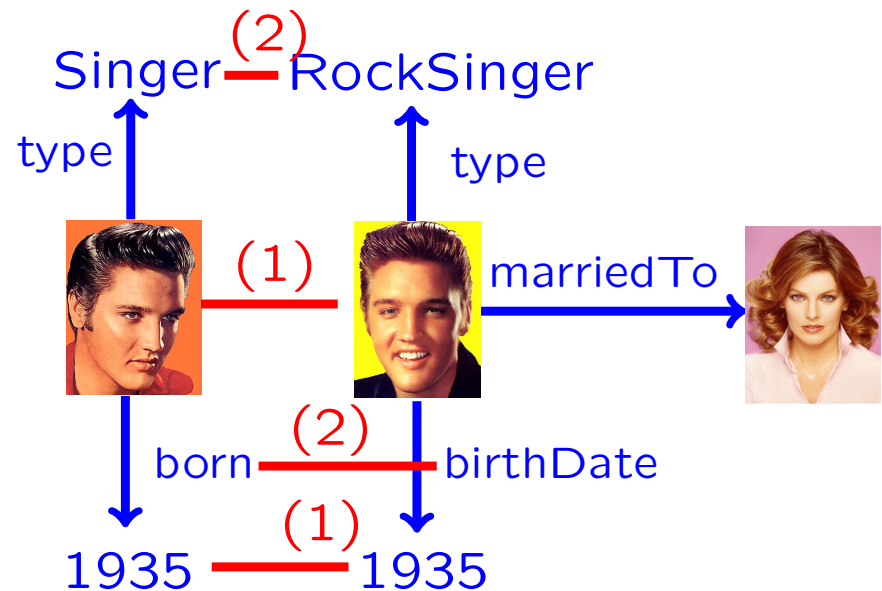 (2)
Singer RockSinger
type type
(1) marriedTo
(2)
born birthDate
(1)
1935 1935